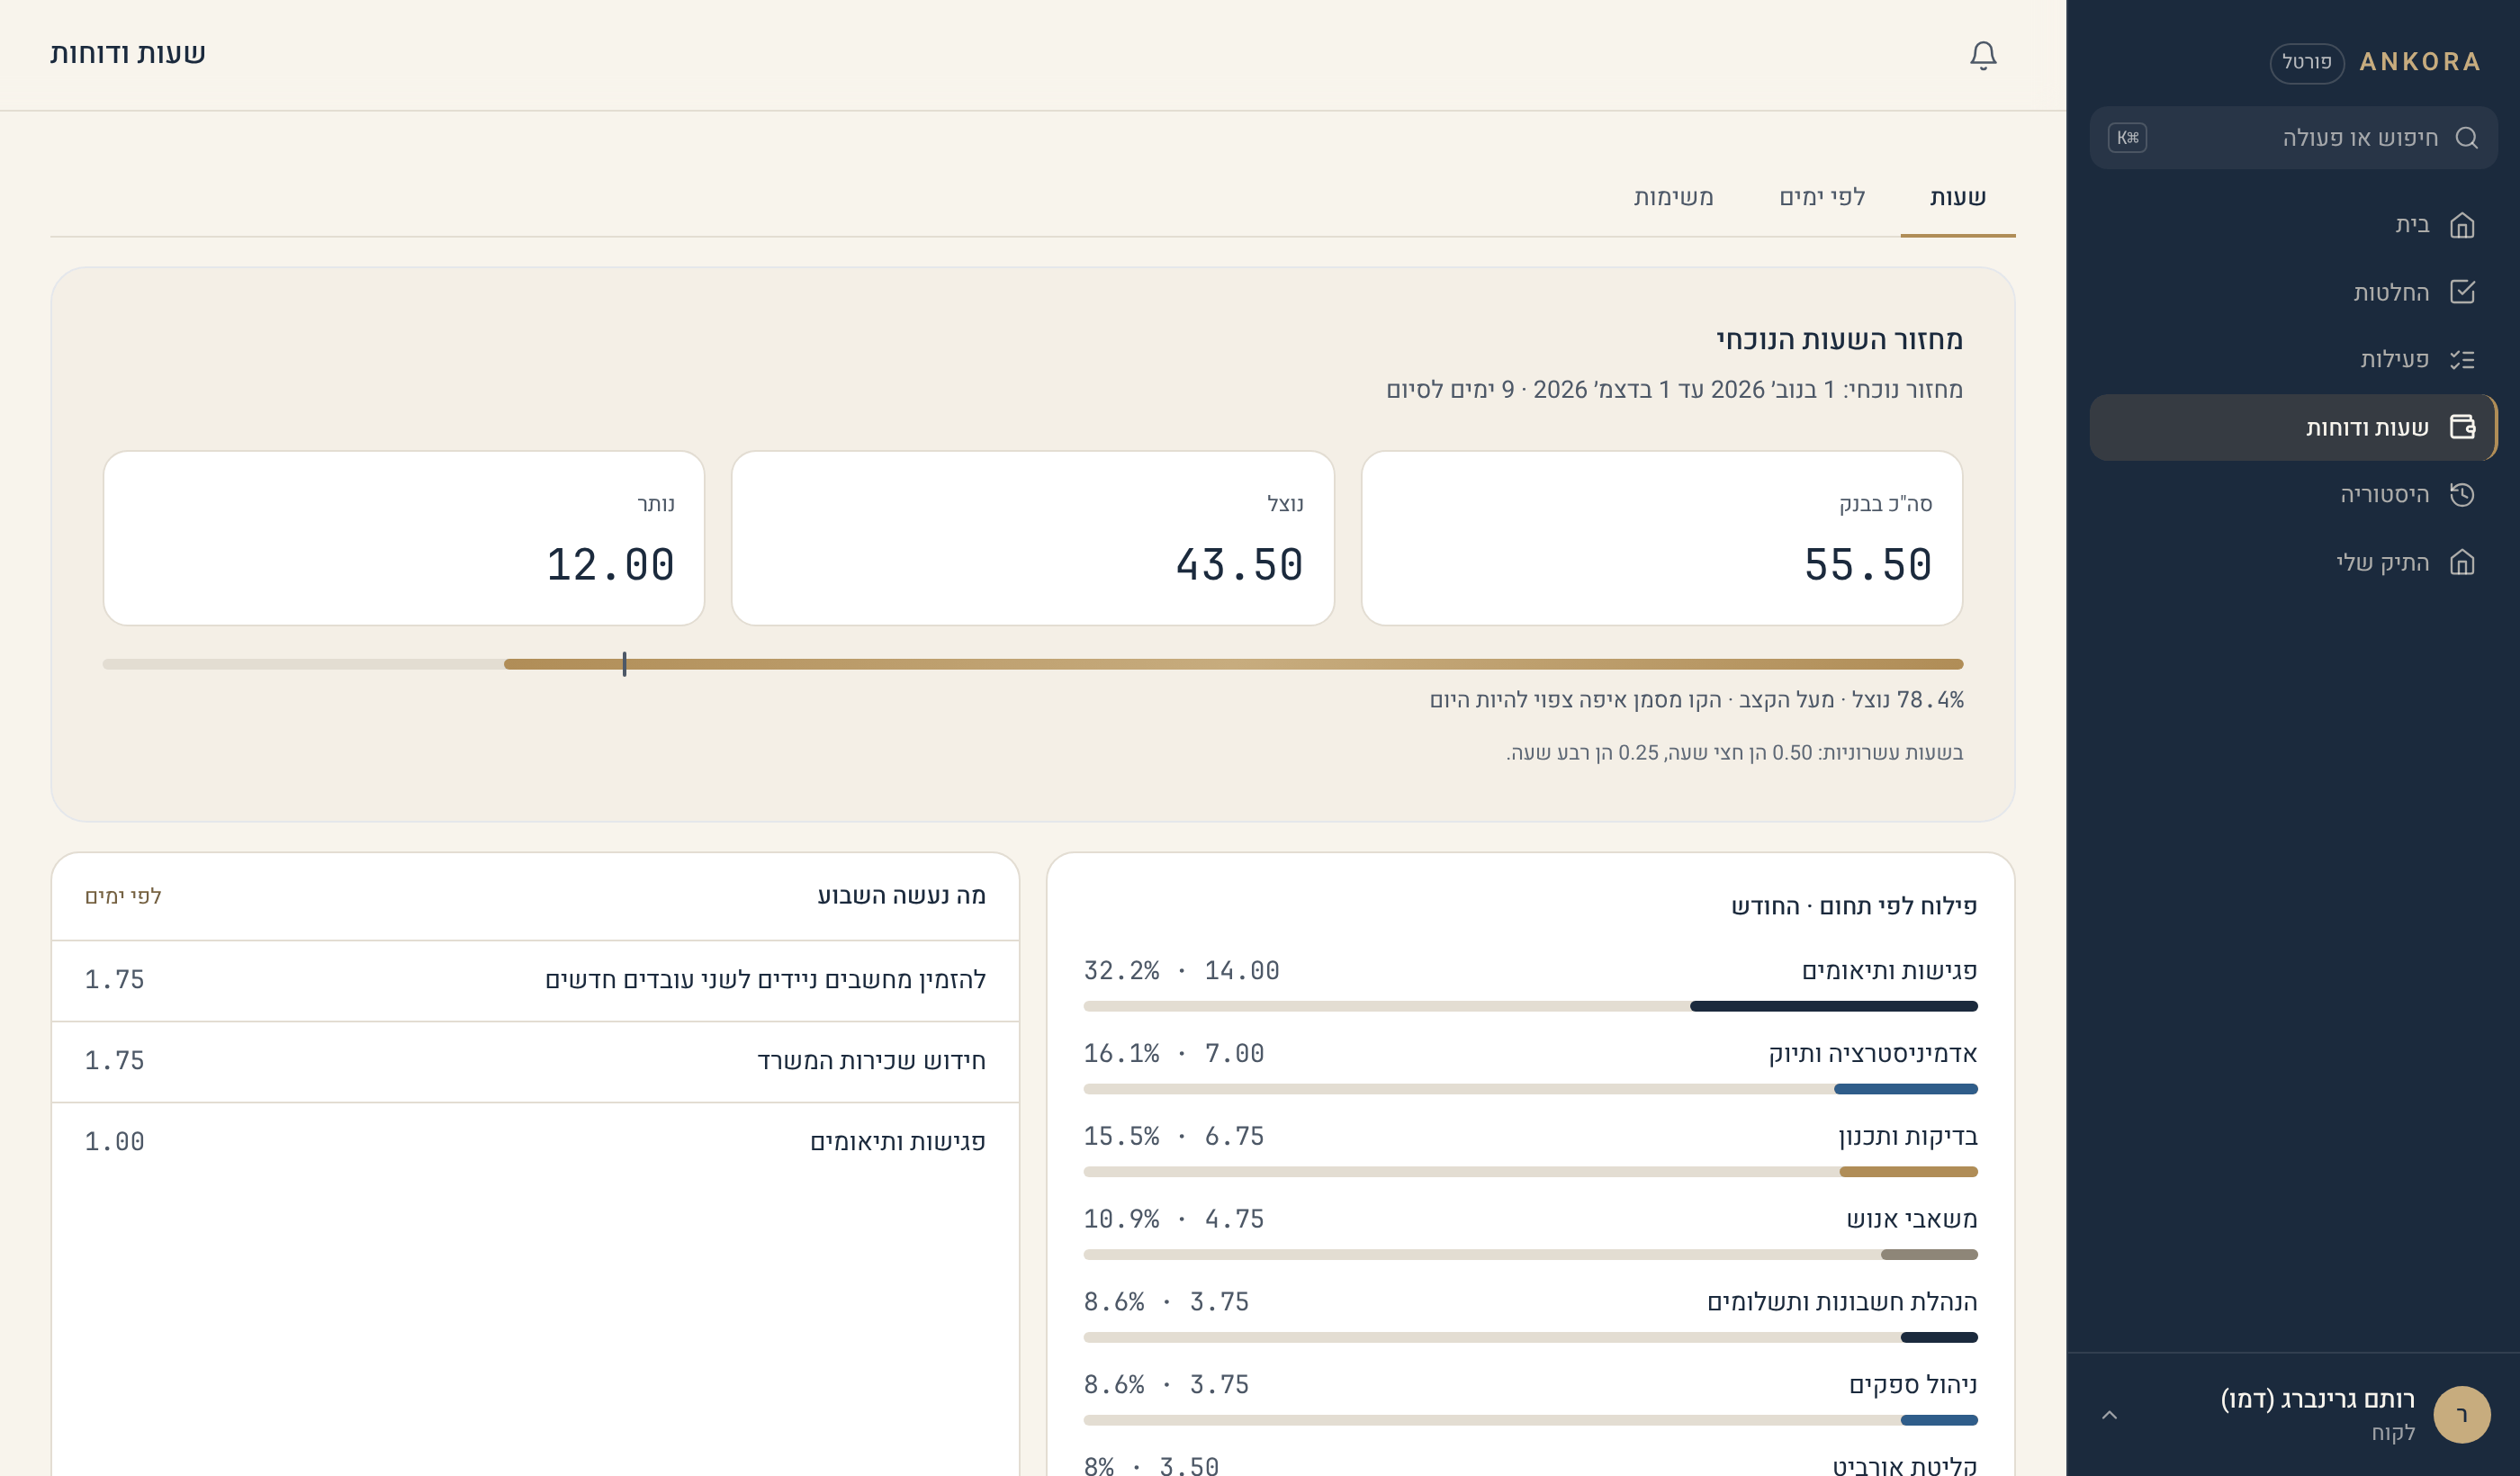 ANKORA פורטל
חיפוש או פעולה ⌘K
בית
החלטות
פעילות
שעות ודוחות
היסטוריה
התיק שלי
רותם גרינברג (דמו)
לקוח
ר
שעות ודוחות
שעות לפי ימים משימות
מחזור השעות הנוכחי
מחזור נוכחי: 1 בנוב׳ 2026 עד 1 בדצמ׳ 2026 · 9 ימים לסיום
סה"כ בבנק
55.50
נוצל
43.50
נותר
12.00
78.4% נוצל · מעל הקצב · הקו מסמן איפה צפוי להיות היום
בשעות עשרוניות: 0.50 הן חצי שעה, 0.25 הן רבע שעה.
פילוח לפי תחום · החודש
פגישות ותיאומים 14.00 · 32.2%
אדמיניסטרציה ותיוק 7.00 · 16.1%
בדיקות ותכנון 6.75 · 15.5%
משאבי אנוש 4.75 · 10.9%
הנהלת חשבונות ותשלומים 3.75 · 8.6%
ניהול ספקים 3.75 · 8.6%
קליטת אורביט 3.50 · 8%
מה נעשה השבוע לפי ימים
להזמין מחשבים ניידים לשני עובדים חדשים 1.75
חידוש שכירות המשרד 1.75
פגישות ותיאומים 1.00